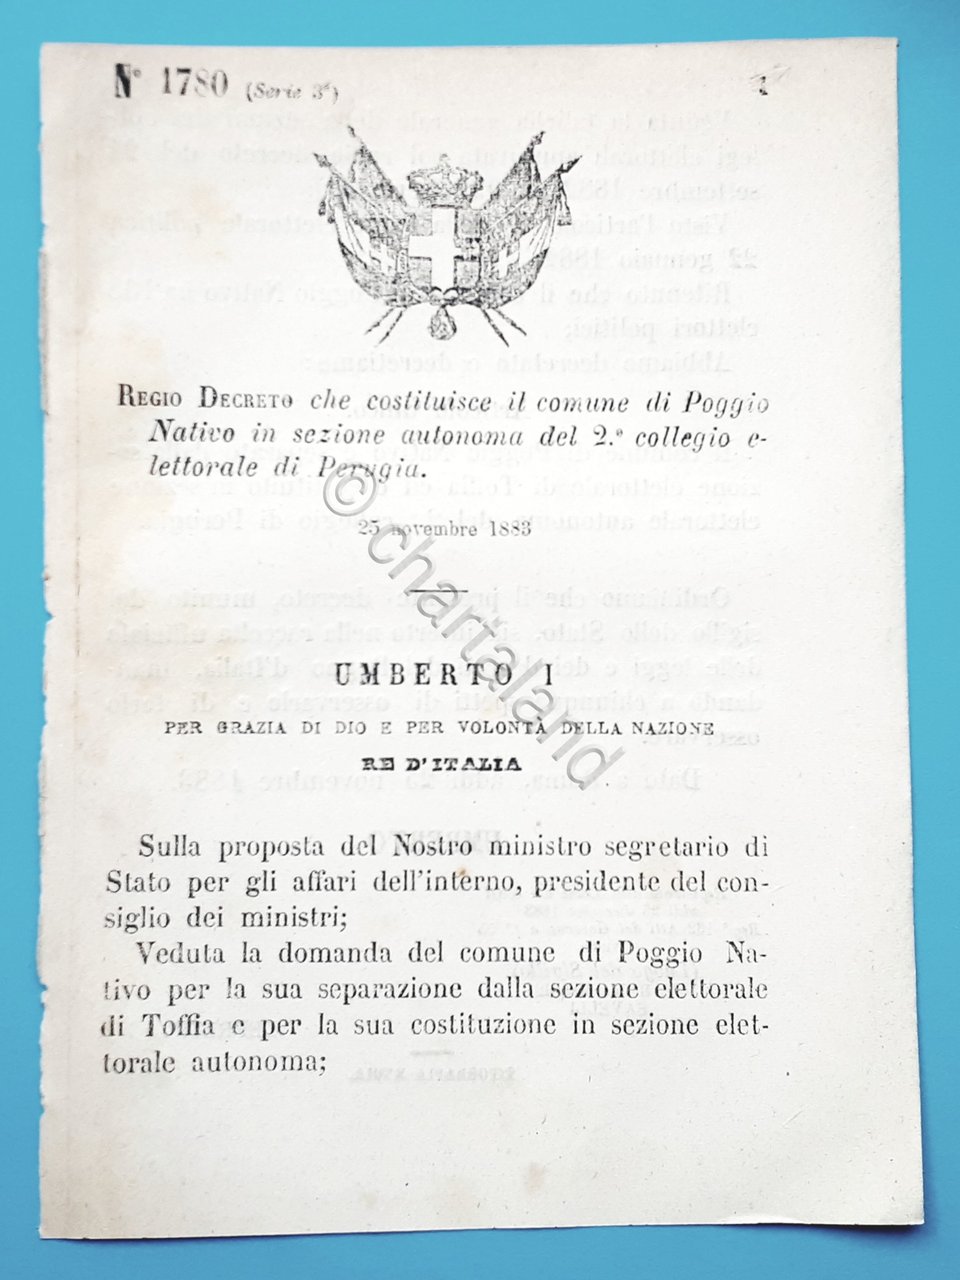 N° 1780 (Serie 3ª)
1
REGIO DECRETO che costituisce il comune di Poggio
Nativo in sezione autonoma del 2.° collegio e-
lettorale di Perugia.
25 novembre 1883
UMBERTO I
PER GRAZIA DI DIO E PER VOLONTÀ DELLA NAZIONE
RE D'ITALIA
Sulla proposta del Nostro ministro segretario di
Stato per gli affari dell'interno, presidente del con-
siglio dei ministri;
Veduta la domanda del comune di Poggio Na-
tivo per la sua separazione dalla sezione elettorale
di Toffia e per la sua costituzione in sezione elet-
torale autonoma;
© chartaland